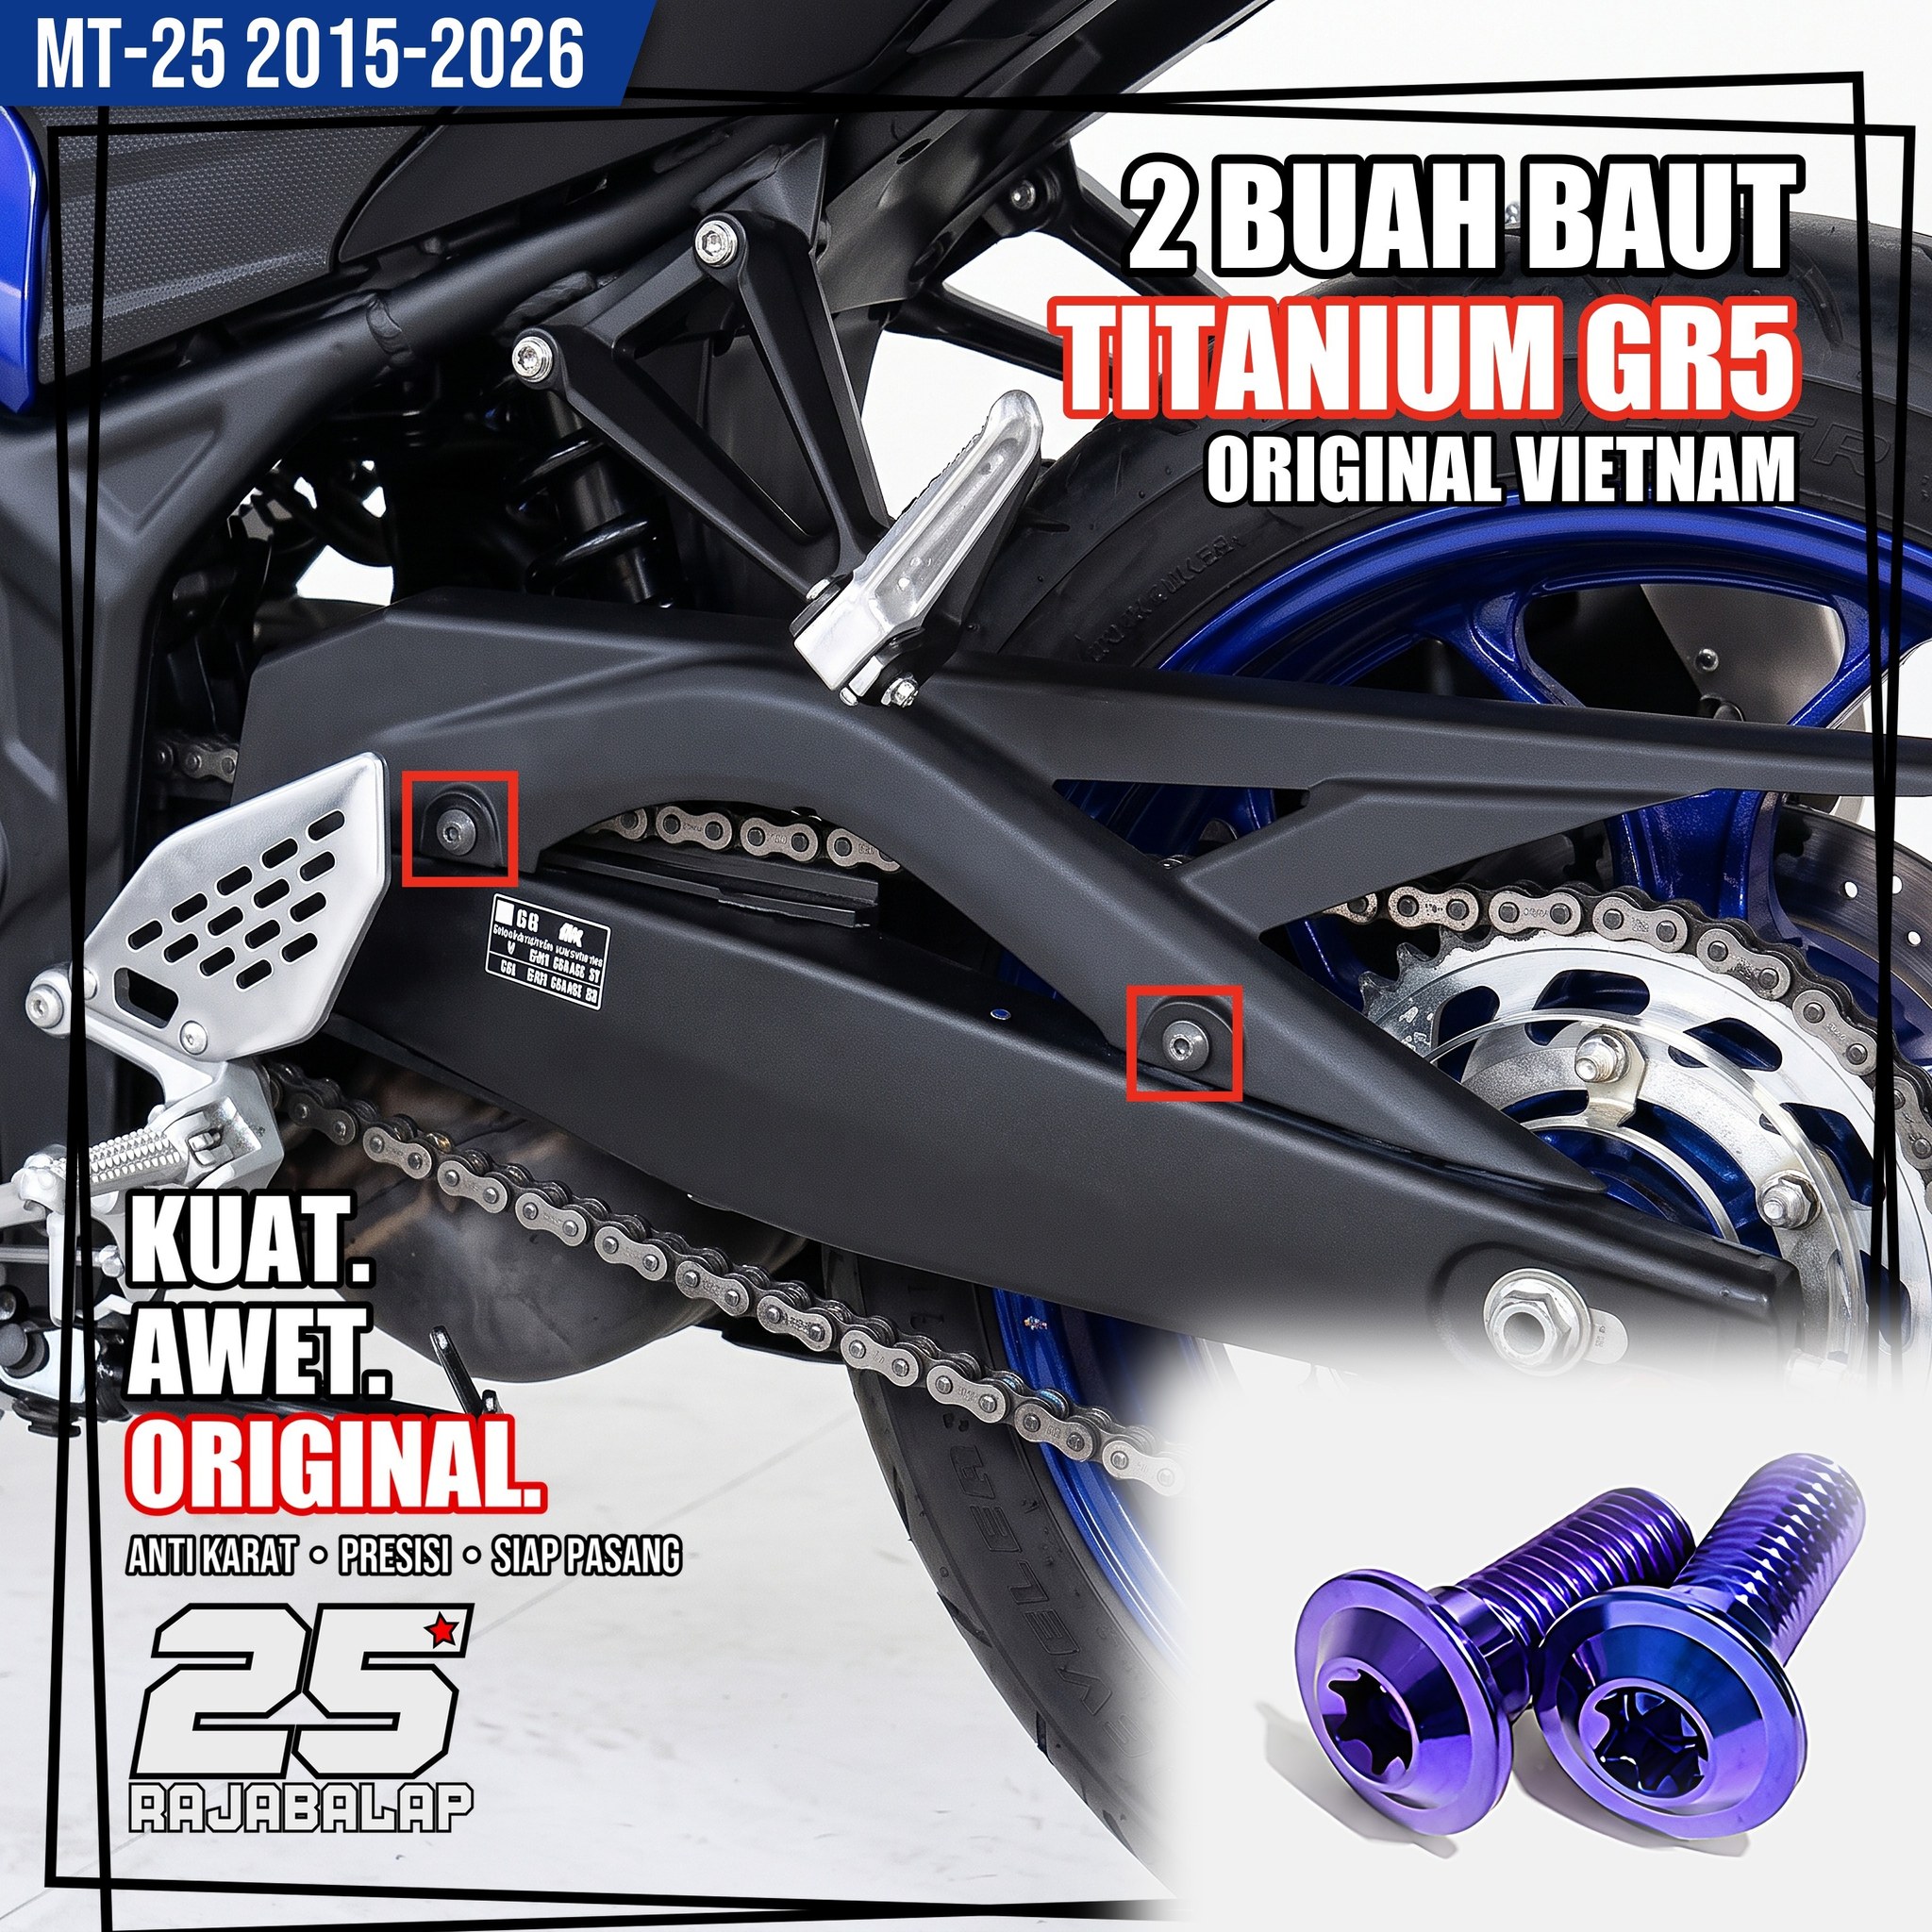 MT-25 2015-2026
2 BUAH BAUT
TITANIUM GR5
ORIGINAL VIETNAM
KUAT.
AWET.
ORIGINAL.
ANTI KARAT • PRESISI • SIAP PASANG
25
RAJABALAP